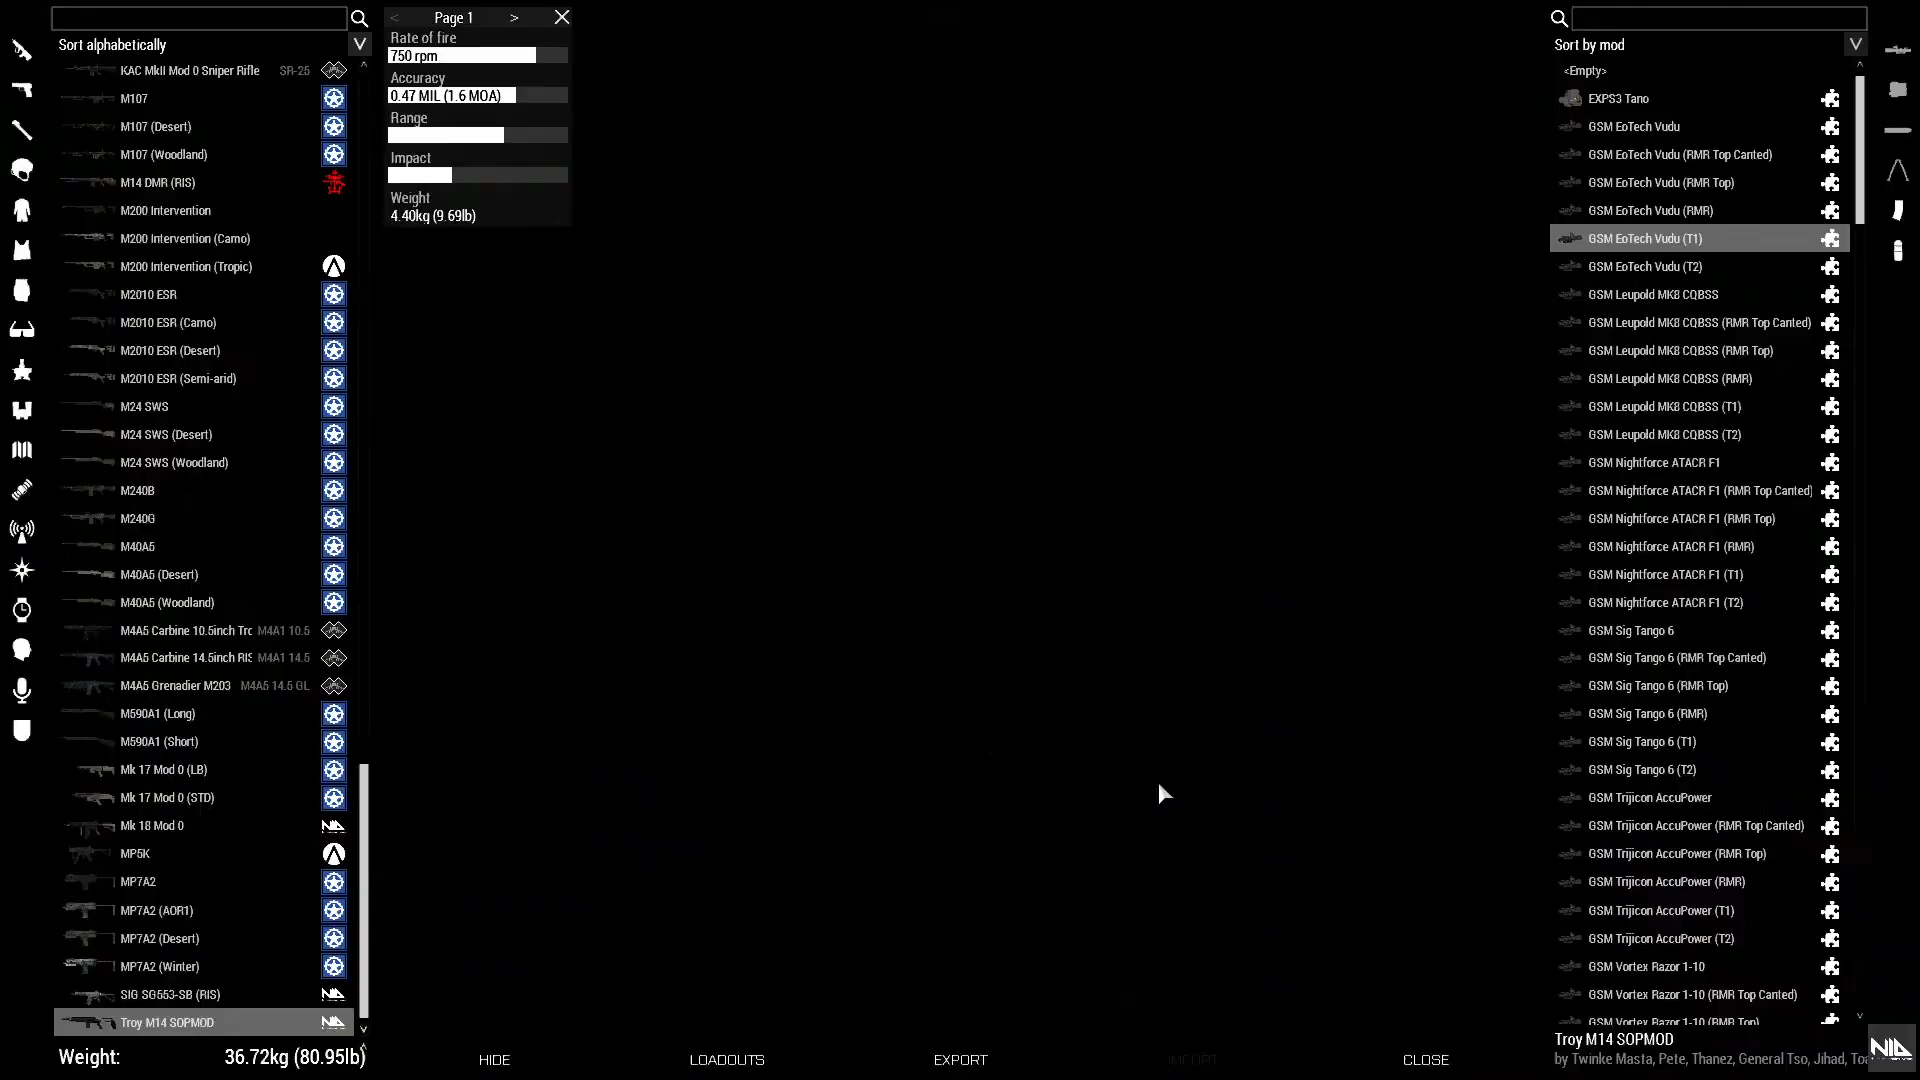 Sort alphabetically
V
KAC MkII Mod 0 Sniper Rifle SR-25
M107
M107 (Desert)
M107 (Woodland)
M14 DMR (RIS)
M200 Intervention
M200 Intervention (Camo)
M200 Intervention (Tropic)
M2010 ESR
M2010 ESR (Camo)
M2010 ESR (Desert)
M2010 ESR (Semi-arid)
M24 SWS
M24 SWS (Desert)
M24 SWS (Woodland)
M240B
M240G
M40A5
M40A5 (Desert)
M40A5 (Woodland)
M4A5 Carbine 10.5inch Trc M4A1 10.5
M4A5 Carbine 14.5inch RIS M4A1 14.5
M4A5 Grenadier M203 M4A5 14.5 GL
M590A1 (Long)
M590A1 (Short)
Mk 17 Mod 0 (LB)
Mk 17 Mod 0 (STD)
Mk 18 Mod 0
MP5K
MP7A2
MP7A2 (AOR1)
MP7A2 (Desert)
MP7A2 (Winter)
SIG SG553-SB (RIS)
Troy M14 SOPMOD
Weight: 36.72kg (80.95lb)
< Page 1 > X
Rate of fire
750 rpm
Accuracy
0.47 MIL (1.6 MOA)
Range
Impact
Weight
4.40kg (9.69lb)
HIDE
LOADOUTS
EXPORT
IMPORT
CLOSE
Sort by mod
V
<Empty>
EXPS3 Tano
GSM EoTech Vudu
GSM EoTech Vudu (RMR Top Canted)
GSM EoTech Vudu (RMR Top)
GSM EoTech Vudu (RMR)
GSM EoTech Vudu (T1)
GSM EoTech Vudu (T2)
GSM Leupold MK8 CQBSS
GSM Leupold MK8 CQBSS (RMR Top Canted)
GSM Leupold MK8 CQBSS (RMR Top)
GSM Leupold MK8 CQBSS (RMR)
GSM Leupold MK8 CQBSS (T1)
GSM Leupold MK8 CQBSS (T2)
GSM Nightforce ATACR F1
GSM Nightforce ATACR F1 (RMR Top Canted)
GSM Nightforce ATACR F1 (RMR Top)
GSM Nightforce ATACR F1 (RMR)
GSM Nightforce ATACR F1 (T1)
GSM Nightforce ATACR F1 (T2)
GSM Sig Tango 6
GSM Sig Tango 6 (RMR Top Canted)
GSM Sig Tango 6 (RMR Top)
GSM Sig Tango 6 (RMR)
GSM Sig Tango 6 (T1)
GSM Sig Tango 6 (T2)
GSM Trijicon AccuPower
GSM Trijicon AccuPower (RMR Top Canted)
GSM Trijicon AccuPower (RMR Top)
GSM Trijicon AccuPower (RMR)
GSM Trijicon AccuPower (T1)
GSM Trijicon AccuPower (T2)
GSM Vortex Razor 1-10
GSM Vortex Razor 1-10 (RMR Top Canted)
GSM Vortex Razor 1-10 (RMR Top)
Troy M14 SOPMOD
by Twinke Masta, Pete, Thanez, General Tso, Jihad, To